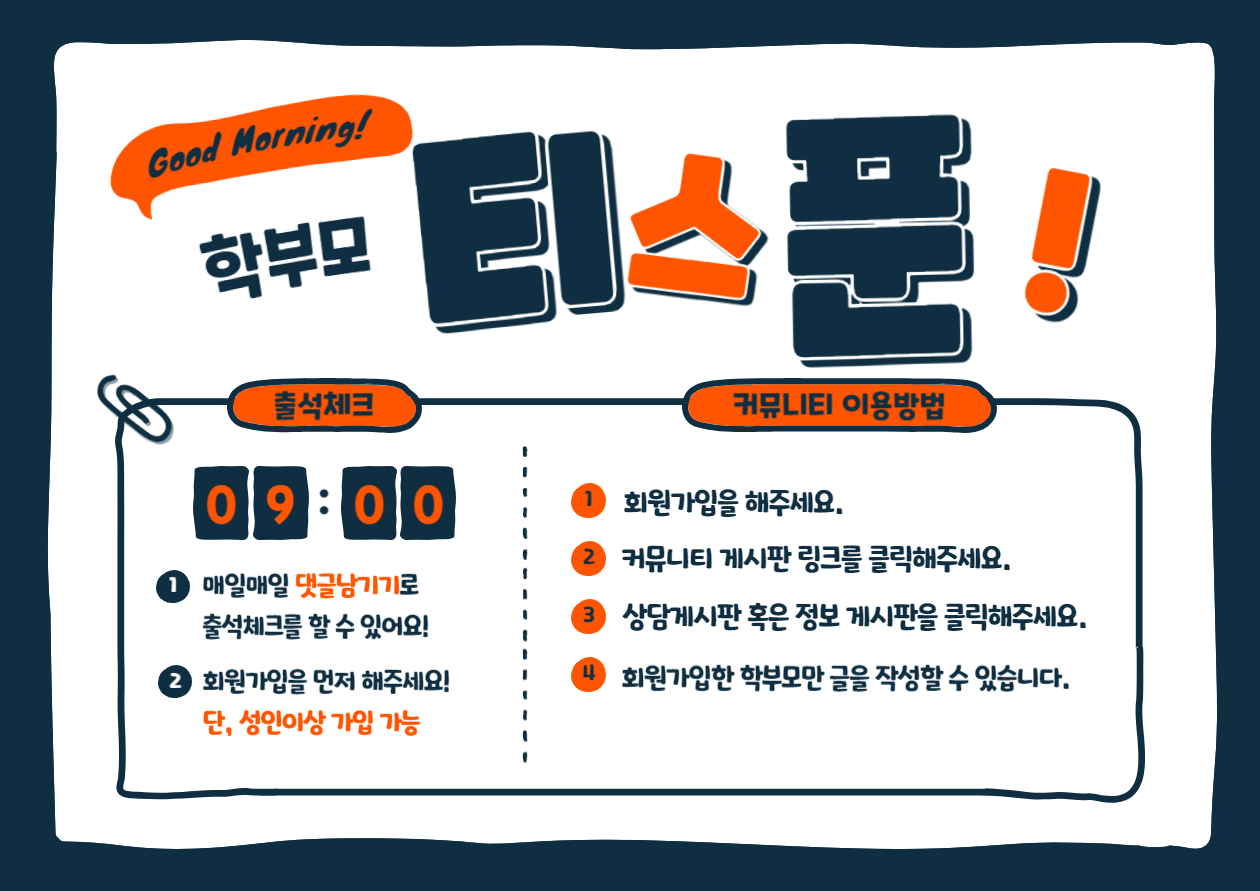 Good Morning!
학부모
티스푼!
출석체크
09:00
1 매일매일 댓글남기기로
출석체크를 할 수 있어요!
2 회원가입을 먼저 해주세요!
단, 성인이상 가입 가능
커뮤니티 이용방법
1 회원가입을 해주세요.
2 커뮤니티 게시판 링크를 클릭해주세요.
3 상담게시판 혹은 정보 게시판을 클릭해주세요.
4 회원가입한 학부모만 글을 작성할 수 있습니다.